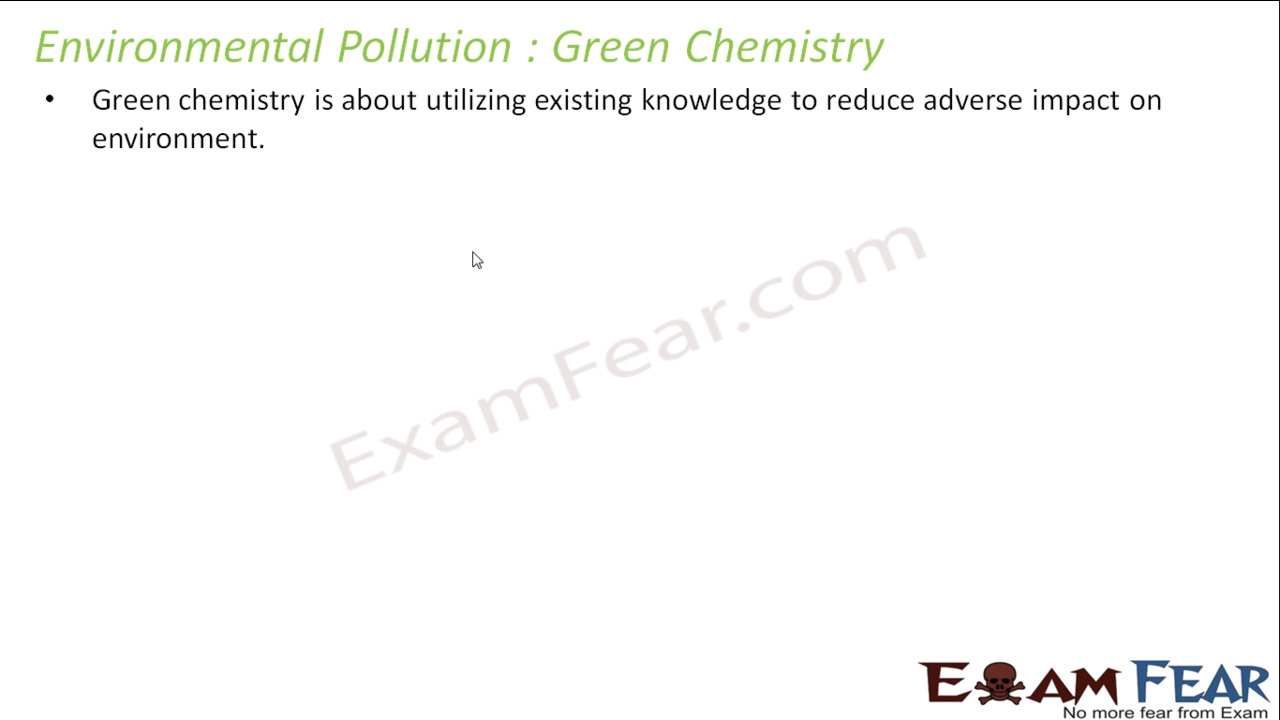 Environmental Pollution : Green Chemistry
• Green chemistry is about utilizing existing knowledge to reduce adverse impact on
environment.
ExamFear.com
EXAM FEAR
No more fear from Exam